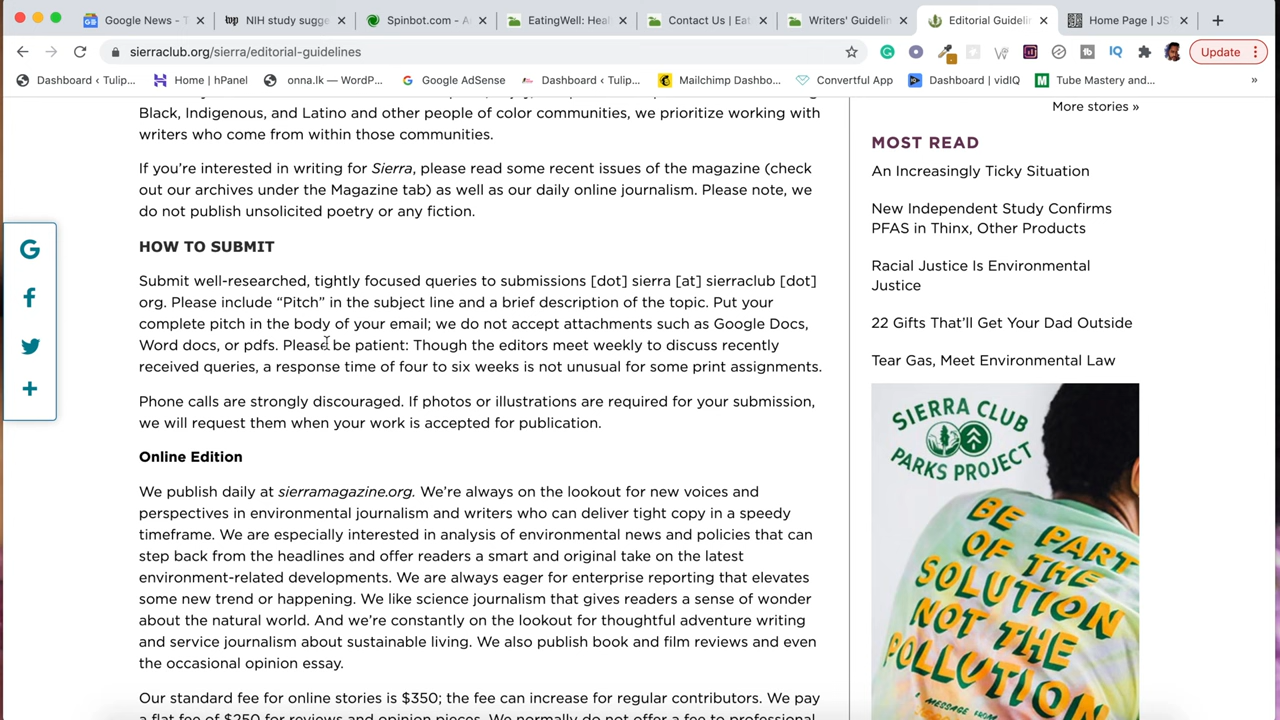 Google News - T
NIH study sugge
Spinbot.com - A
EatingWell: Heal
Contact Us | Eat
Writers' Guidelin
Editorial Guidelin
Home Page | JS
sierraclub.org/sierra/editorial-guidelines
Update
Dashboard ‹ Tulip...
Home | hPanel
onna.lk — WordP...
Google AdSense
Dashboard ‹ Tulip...
Mailchimp Dashbo...
Convertful App
Dashboard | vidIQ
Tube Mastery and...
Black, Indigenous, and Latino and other people of color communities, we prioritize working with
writers who come from within those communities.
If you're interested in writing for Sierra, please read some recent issues of the magazine (check
out our archives under the Magazine tab) as well as our daily online journalism. Please note, we
do not publish unsolicited poetry or any fiction.
HOW TO SUBMIT
Submit well-researched, tightly focused queries to submissions [dot] sierra [at] sierraclub [dot]
org. Please include “Pitch” in the subject line and a brief description of the topic. Put your
complete pitch in the body of your email; we do not accept attachments such as Google Docs,
Word docs, or pdfs. Please be patient: Though the editors meet weekly to discuss recently
received queries, a response time of four to six weeks is not unusual for some print assignments.
Phone calls are strongly discouraged. If photos or illustrations are required for your submission,
we will request them when your work is accepted for publication.
Online Edition
We publish daily at sierramagazine.org. We're always on the lookout for new voices and
perspectives in environmental journalism and writers who can deliver tight copy in a speedy
timeframe. We are especially interested in analysis of environmental news and policies that can
step back from the headlines and offer readers a smart and original take on the latest
environment-related developments. We are always eager for enterprise reporting that elevates
some new trend or happening. We like science journalism that gives readers a sense of wonder
about the natural world. And we're constantly on the lookout for thoughtful adventure writing
and service journalism about sustainable living. We also publish book and film reviews and even
the occasional opinion essay.
Our standard fee for online stories is $350; the fee can increase for regular contributors. We pay
a flat fee of $250 for reviews and opinion pieces. We normally do not offer a fee to professional
More stories »
MOST READ
An Increasingly Ticky Situation
New Independent Study Confirms
PFAS in Thinx, Other Products
Racial Justice Is Environmental
Justice
22 Gifts That'll Get Your Dad Outside
Tear Gas, Meet Environmental Law
SIERRA CLUB
PARKS PROJECT
BE PART
OF THE
SOLUTION
NOT THE
POLLUTION
A MESSAGE FROM